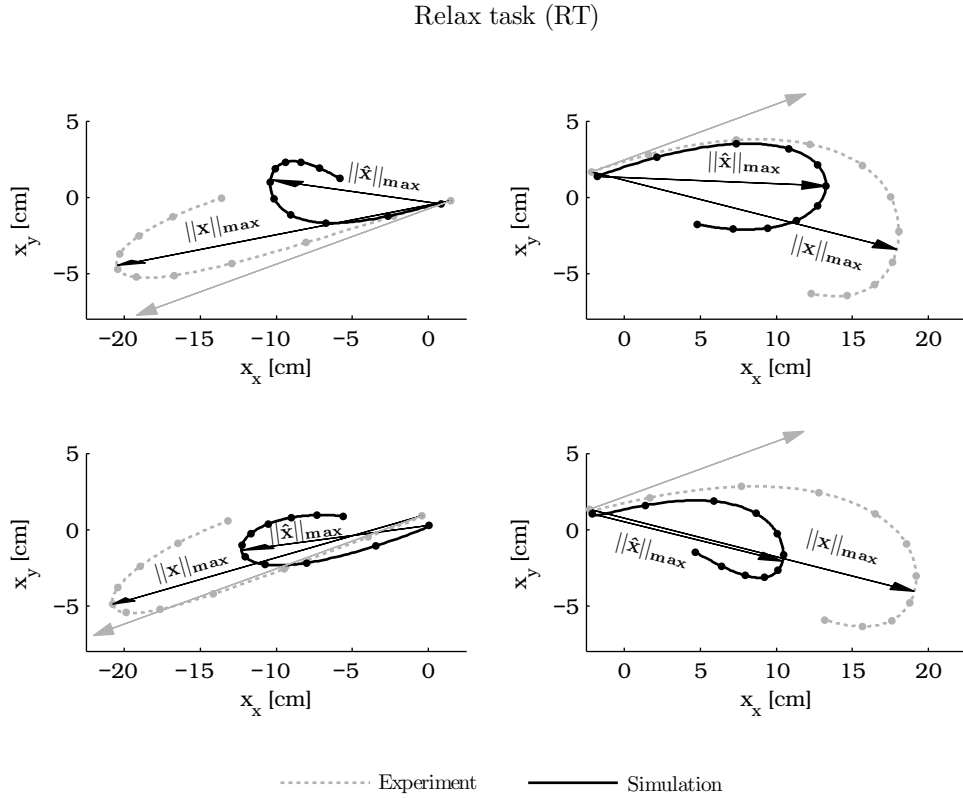 Relax task (RT)
5
0
−5
x_y [cm]
||x̂||max
||x||max
−20 −15 −10 −5 0
x_x [cm]
5
0
−5
x_y [cm]
||x̂||max
||x||max
0 5 10 15 20
x_x [cm]
5
0
−5
x_y [cm]
||x̂||max
||x||max
−20 −15 −10 −5 0
x_x [cm]
5
0
−5
x_y [cm]
||x̂||max
||x||max
0 5 10 15 20
x_x [cm]
Experiment Simulation